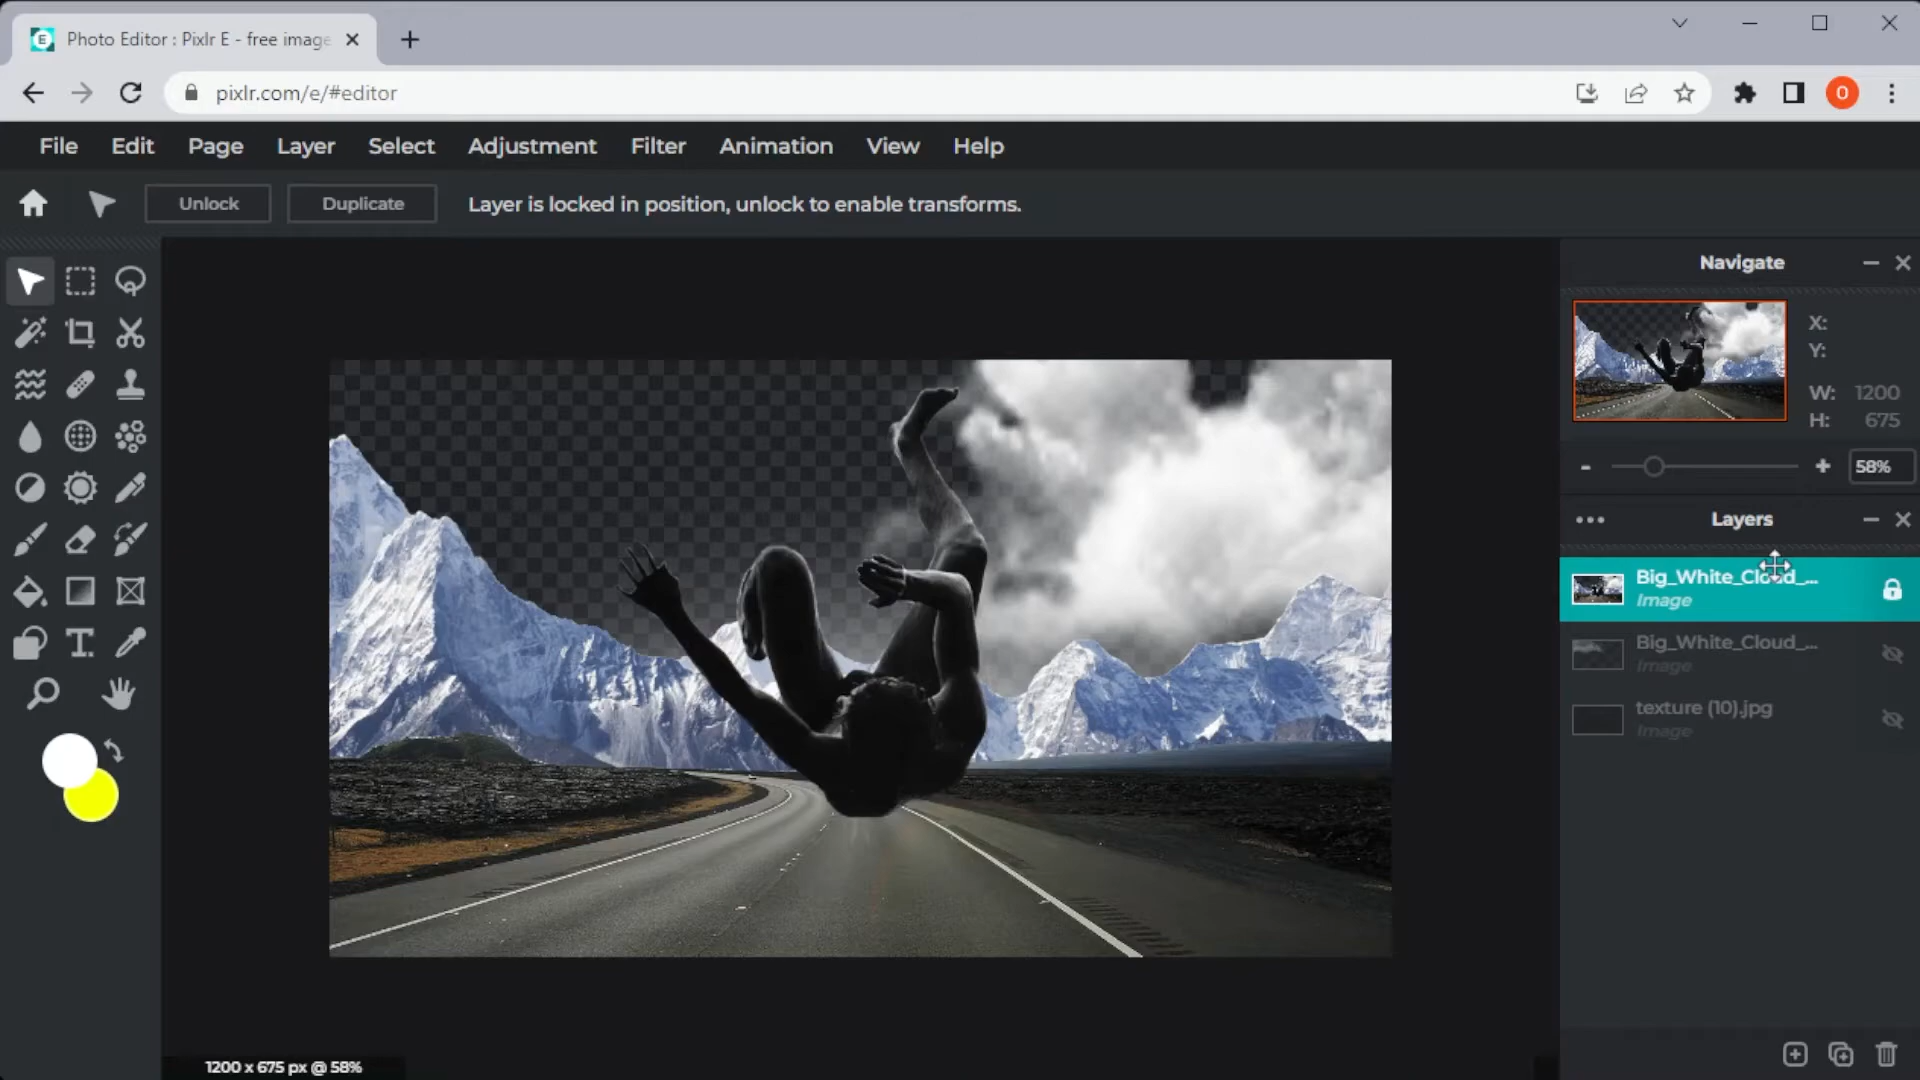 Photo Editor : Pixlr E - free image
pixlr.com/e/#editor
O
File Edit Page Layer Select Adjustment Filter Animation View Help
Unlock Duplicate Layer is locked in position, unlock to enable transforms.
Navigate
X:
Y:
W: 1200
H: 675
- + 58%
Layers
Big_White_Cloud_...
Image
Big_White_Cloud_...
Image
texture (10).jpg
Image
1200 x 675 px @ 58%